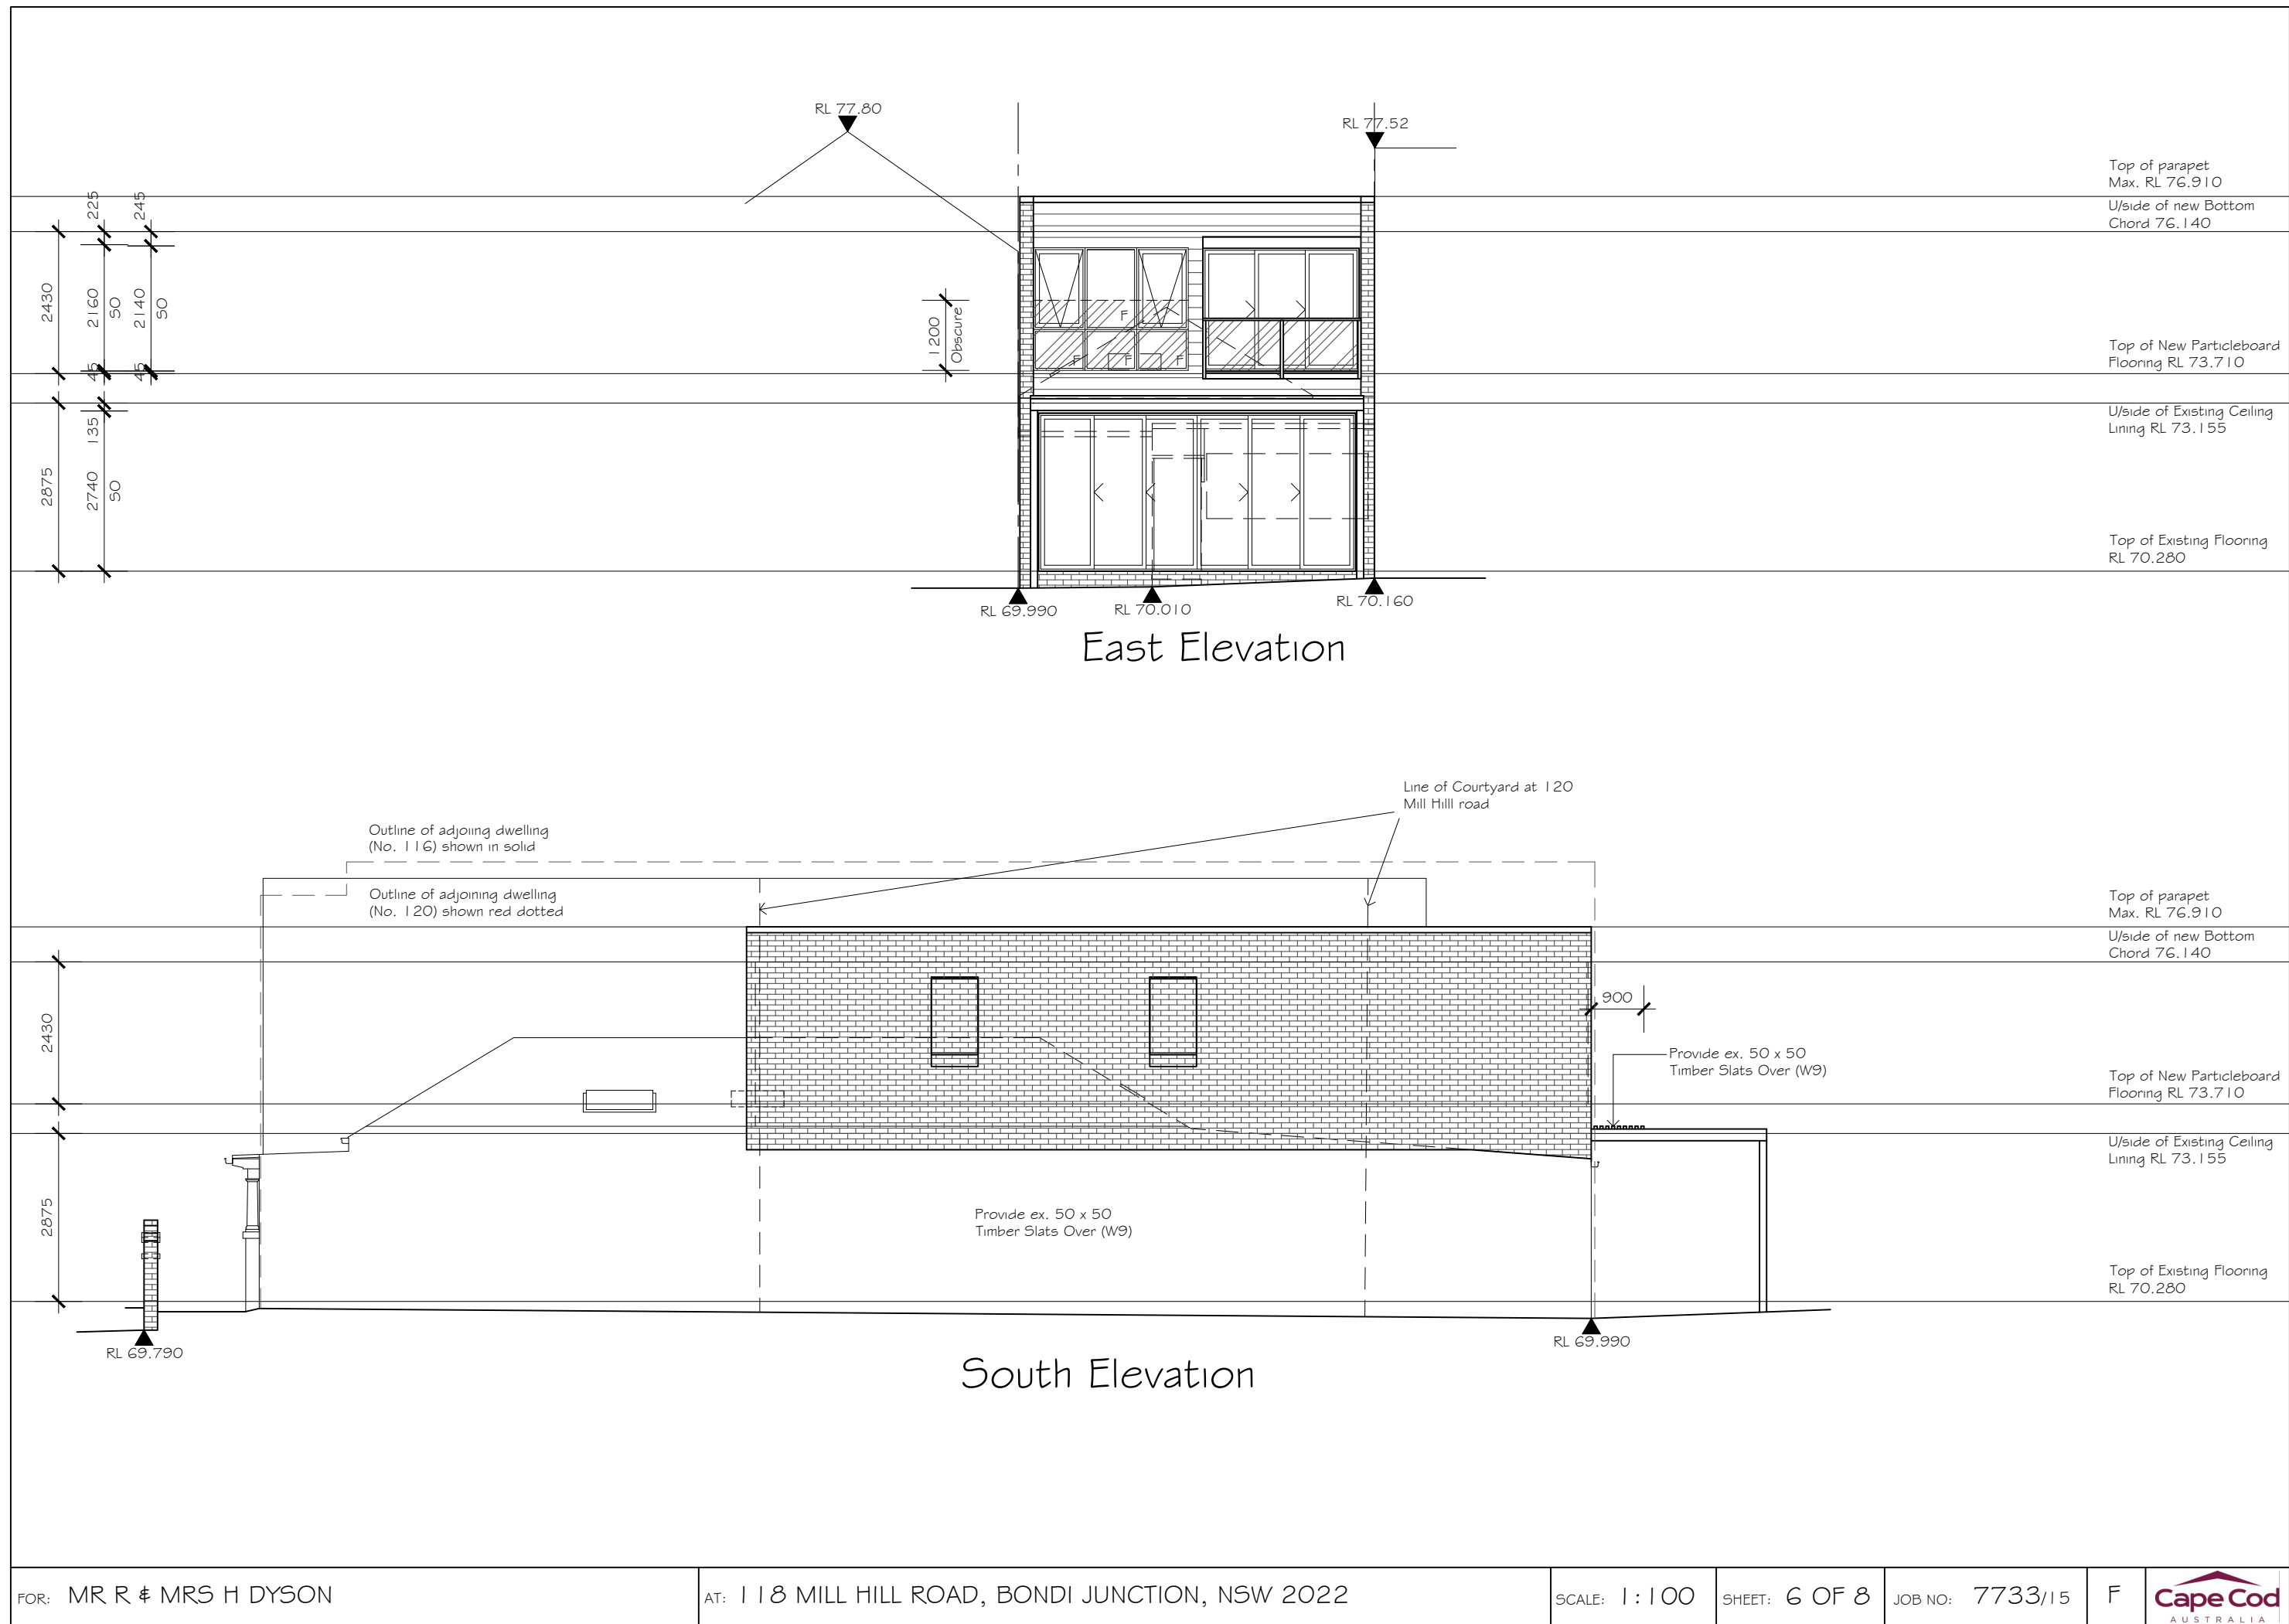 RL 77.80
RL 77.52
Top of parapet
Max. RL 76.910
U/side of new Bottom
Chord 76.140
225
245
2430
2160
SO
2140
SO
1200
Obscure
F
F
F
F
45
45
Top of New Particleboard
Flooring RL 73.710
U/side of Existing Ceiling
Lining RL 73.155
135
2875
2740
SO
Top of Existing Flooring
RL 70.280
RL 69.990
RL 70.010
RL 70.160
East Elevation
Line of Courtyard at 120
Mill Hilll road
Outline of adjoing dwelling
(No. 116) shown in solid
Outline of adjoining dwelling
(No. 120) shown red dotted
Top of parapet
Max. RL 76.910
U/side of new Bottom
Chord 76.140
900
2430
Provide ex. 50 x 50
Timber Slats Over (W9)
Top of New Particleboard
Flooring RL 73.710
U/side of Existing Ceiling
Lining RL 73.155
2875
Provide ex. 50 x 50
Timber Slats Over (W9)
Top of Existing Flooring
RL 70.280
RL 69.790
RL 69.990
South Elevation
FOR: MR R & MRS H DYSON
AT: 118 MILL HILL ROAD, BONDI JUNCTION, NSW 2022
SCALE: 1:100
SHEET: 6 OF 8
JOB NO: 7733/15
F
Cape Cod
AUSTRALIA